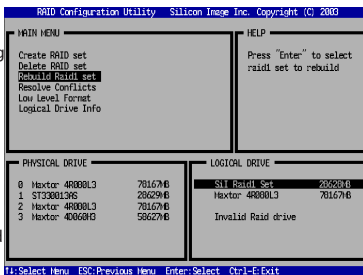 RAID Configuration Utility Silicon Image Inc. Copyright (C) 2003
MAIN MENU
Create RAID set
Delete RAID set
Rebuild Raid1 set
Resolve Conflicts
Low Level Format
Logical Drive Info
HELP
Press "Enter" to select
raid1 set to rebuild
PHYSICAL DRIVE
0 Maxtor 4R080L3 78167MB
1 ST330013AS 28629MB
2 Maxtor 4R080L3 78167MB
3 Maxtor 4D060H3 58627MB
LOGICAL DRIVE
SiI Raid1 Set 28628MB
Maxtor 4R080L3 78167MB
Invalid Raid drive
↑↓:Select Menu ESC:Previous Menu Enter:Select Ctrl-E:Exit